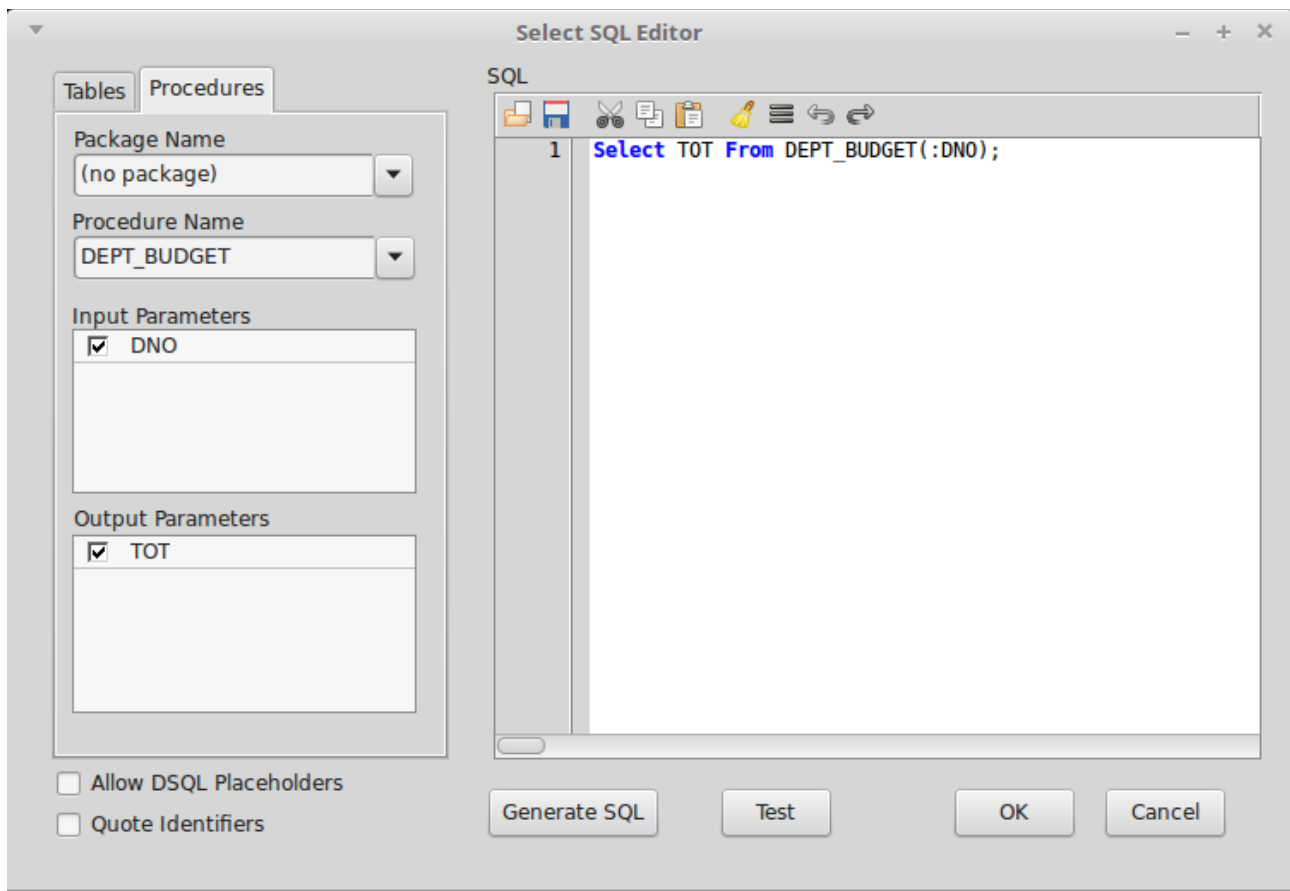 Select SQL Editor
Tables
Procedures
Package Name
(no package)
Procedure Name
DEPT_BUDGET
Input Parameters
DNO
Output Parameters
TOT
Allow DSQL Placeholders
Quote Identifiers
SQL
1 Select TOT From DEPT_BUDGET(:DNO);
Generate SQL
Test
OK
Cancel